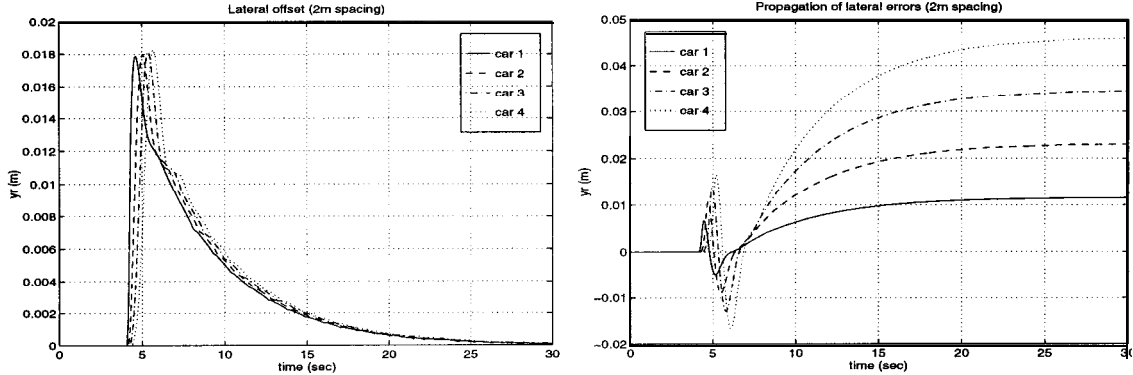 Lateral offset (2m spacing)
0.02
0.018
0.016
0.014
0.012
0.01
0.008
0.006
0.004
0.002
0
yr (m)
car 1
car 2
car 3
car 4
0 5 10 15 20 25 30
time (sec)
Propagation of lateral errors (2m spacing)
0.05
0.04
0.03
0.02
0.01
0
−0.01
−0.02
yr (m)
car 1
car 2
car 3
car 4
0 5 10 15 20 25 30
time (sec)